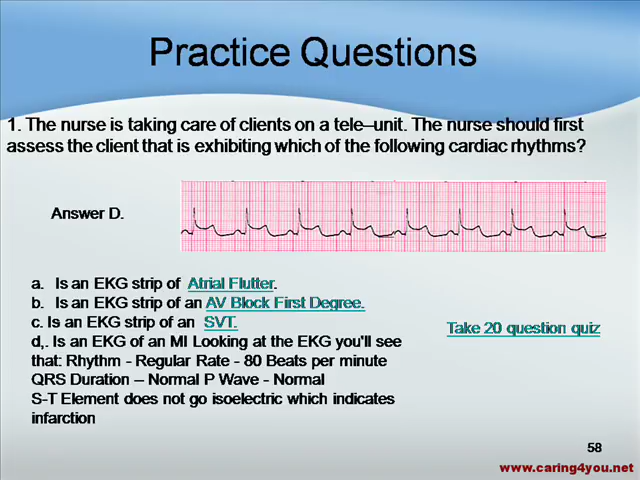 Practice Questions
1. The nurse is taking care of clients on a tele–unit. The nurse should first
assess the client that is exhibiting which of the following cardiac rhythms?
Answer D.
a. Is an EKG strip of Atrial Flutter.
b. Is an EKG strip of an AV Block First Degree.
c. Is an EKG strip of an SVT.
d,. Is an EKG of an MI Looking at the EKG you'll see
that: Rhythm - Regular Rate - 80 Beats per minute
QRS Duration – Normal P Wave - Normal
S-T Element does not go isoelectric which indicates
infarction
Take 20 question quiz
58
www.caring4you.net